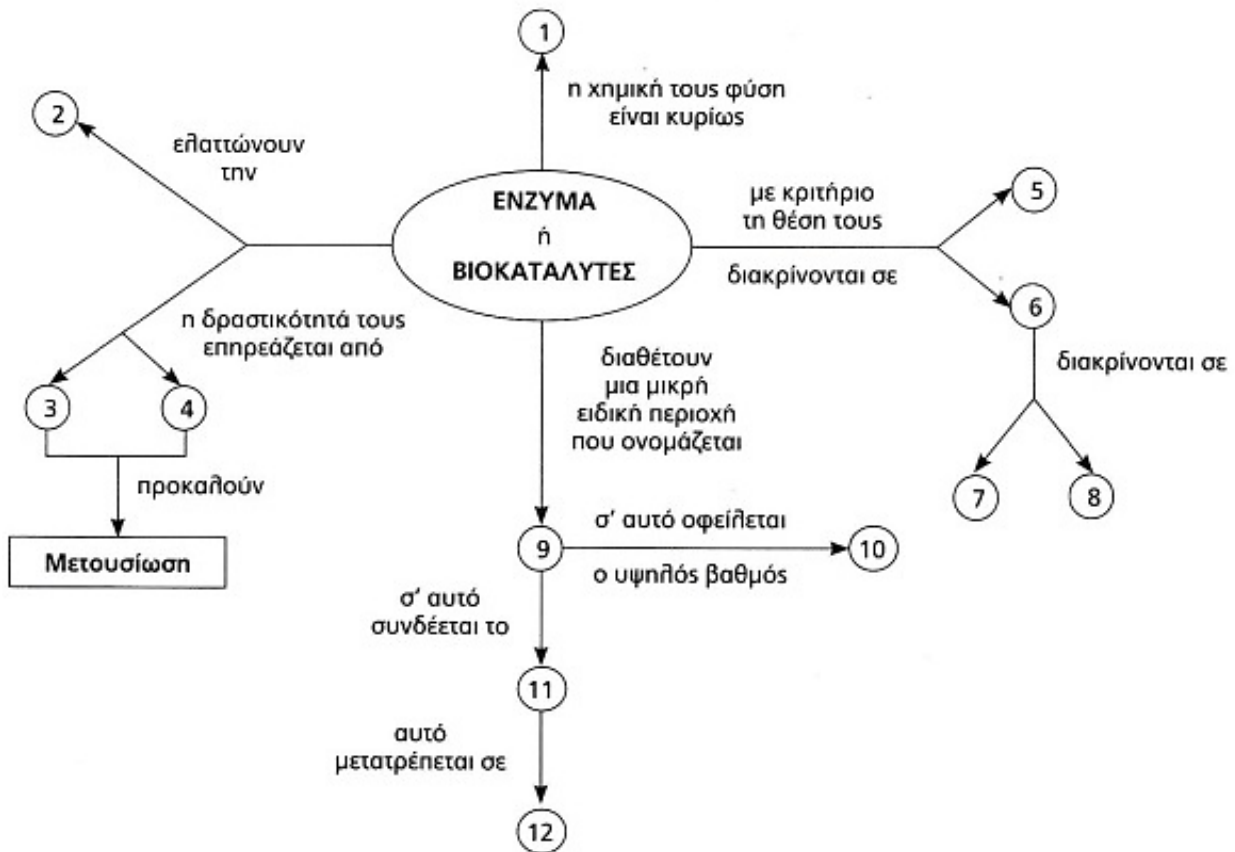 1
η χημική τους φύση
είναι κυρίως
2
ελαττώνουν
την
ΕΝΖΥΜΑ
ή
ΒΙΟΚΑΤΑΛΥΤΕΣ
με κριτήριο
τη θέση τους
διακρίνονται σε
5
6
η δραστικότητά τους
επηρεάζεται από
3
4
προκαλούν
Μετουσίωση
διαθέτουν
μια μικρή
ειδική περιοχή
που ονομάζεται
διακρίνονται σε
7
8
9
σ' αυτό οφείλεται
ο υψηλός βαθμός
10
σ' αυτό
συνδέεται το
11
αυτό
μετατρέπεται σε
12